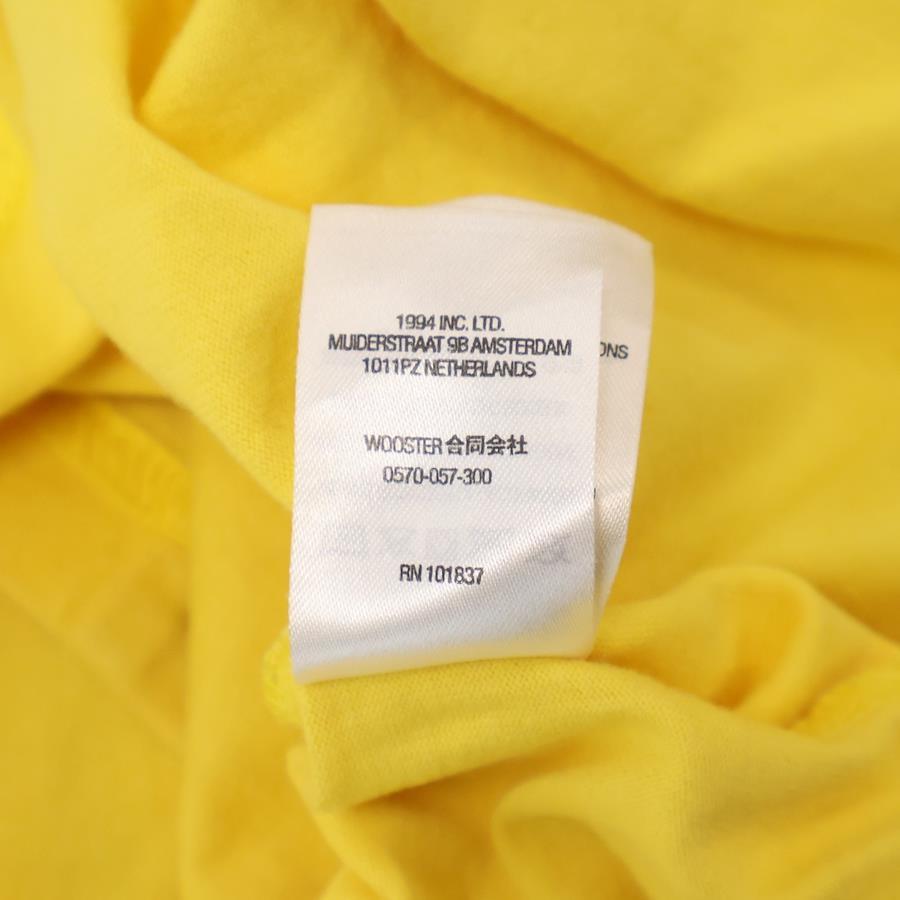 1994 INC. LTD.
MUIDERSTRAAT 9B AMSTERDAM
1011PZ NETHERLANDS
WOOSTER 合同会社
0570-057-300
RN 101837